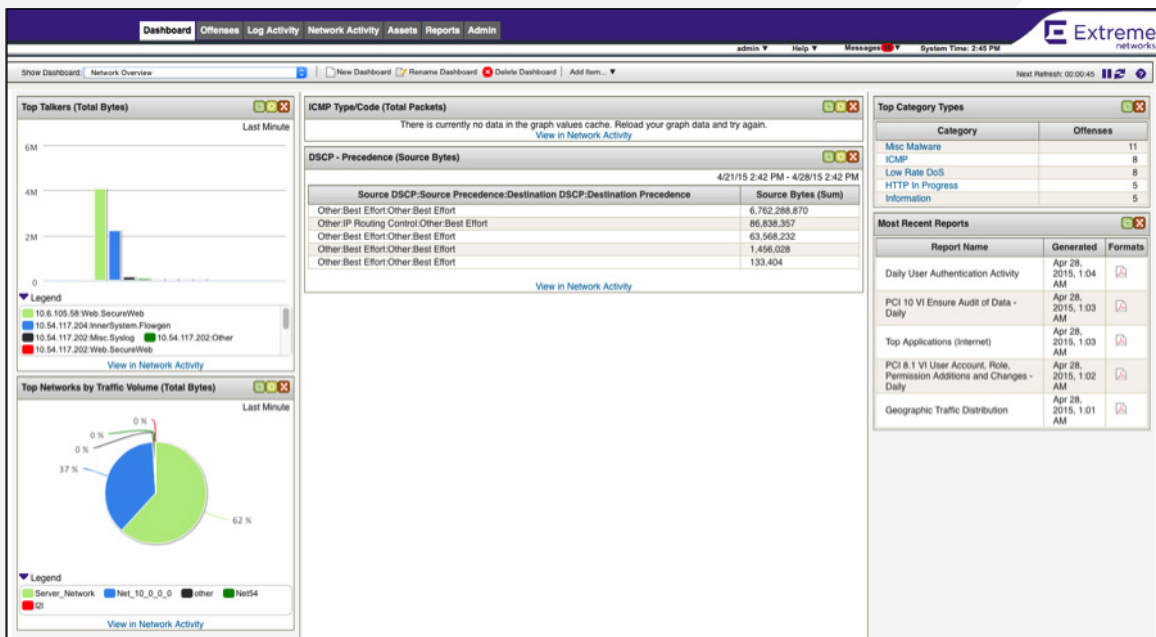 Dashboard Offenses Log Activity Network Activity Assets Reports Admin
Extreme
networks
admin ▼ Help ▼ Messages 10 ▼ System Time: 2:45 PM
Show Dashboard: Network Overview New Dashboard Rename Dashboard Delete Dashboard Add Item... ▼ Next Refresh: 00:00:45
Top Talkers (Total Bytes)
Last Minute
6M
4M
2M
0
Legend
10.6.105.58:Web.SecureWeb
10.54.117.204:InnerSystem.Flowgen
10.54.117.202:Misc.Syslog 10.54.117.202:Other
10.54.117.202:Web.SecureWeb
View in Network Activity
Top Networks by Traffic Volume (Total Bytes)
Last Minute
0 %
0 %
0 %
37 %
62 %
Legend
Server_Network Net_10_0_0_0 other Net54
I2I
View in Network Activity
ICMP Type/Code (Total Packets)
There is currently no data in the graph values cache. Reload your graph data and try again.
View in Network Activity
DSCP - Precedence (Source Bytes)
4/21/15 2:42 PM - 4/28/15 2:42 PM
Source DSCP:Source Precedence:Destination DSCP:Destination Precedence Source Bytes (Sum)
Other:Best Effort:Other:Best Effort 6,762,288,870
Other:IP Routing Control:Other:Best Effort 86,838,357
Other:Best Effort:Other:Best Effort 63,568,232
Other:Best Effort:Other:Best Effort 1,456,028
Other:Best Effort:Other:Best Effort 133,404
View in Network Activity
Top Category Types
Category Offenses
Misc Malware 11
ICMP 8
Low Rate DoS 8
HTTP In Progress 5
Information 5
Most Recent Reports
Report Name Generated Formats
Daily User Authentication Activity Apr 28, 2015, 1:04 AM
PCI 10 VI Ensure Audit of Data - Daily Apr 28, 2015, 1:03 AM
Top Applications (Internet) Apr 28, 2015, 1:03 AM
PCI 8.1 VI User Account, Role, Permission Additions and Changes - Daily Apr 28, 2015, 1:02 AM
Geographic Traffic Distribution Apr 28, 2015, 1:01 AM